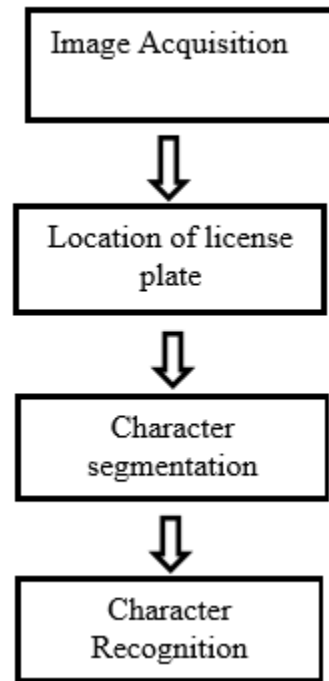 Image Acquisition
Location of license
plate
Character
segmentation
Character
Recognition